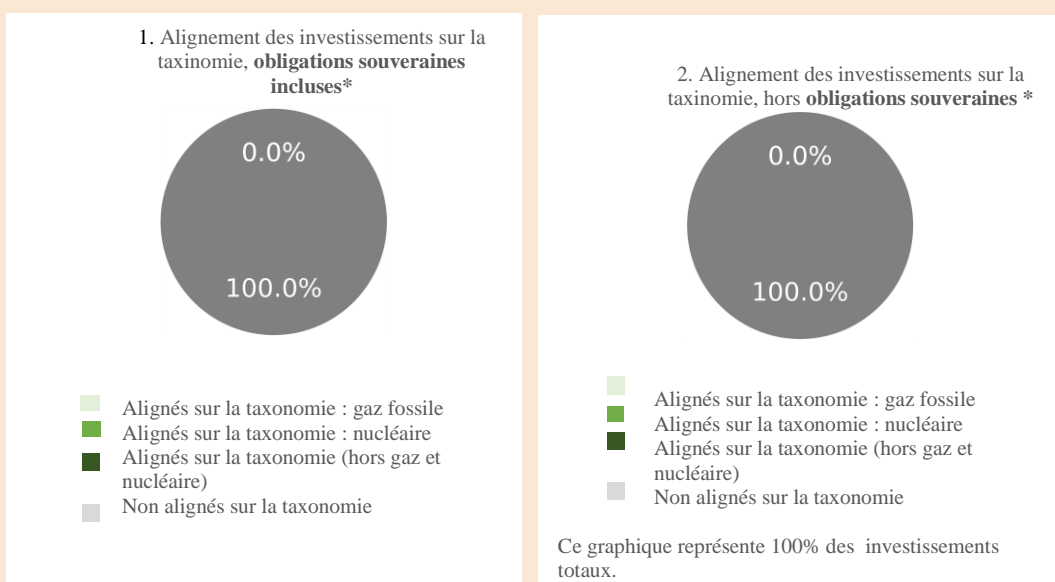 1. Alignement des investissements sur la
taxinomie, obligations souveraines
incluses*
0.0%
100.0%
Alignés sur la taxonomie : gaz fossile
Alignés sur la taxonomie : nucléaire
Alignés sur la taxonomie (hors gaz et
nucléaire)
Non alignés sur la taxonomie
2. Alignement des investissements sur la
taxinomie, hors obligations souveraines *
0.0%
100.0%
Alignés sur la taxonomie : gaz fossile
Alignés sur la taxonomie : nucléaire
Alignés sur la taxonomie (hors gaz et
nucléaire)
Non alignés sur la taxonomie
Ce graphique représente 100% des investissements
totaux.